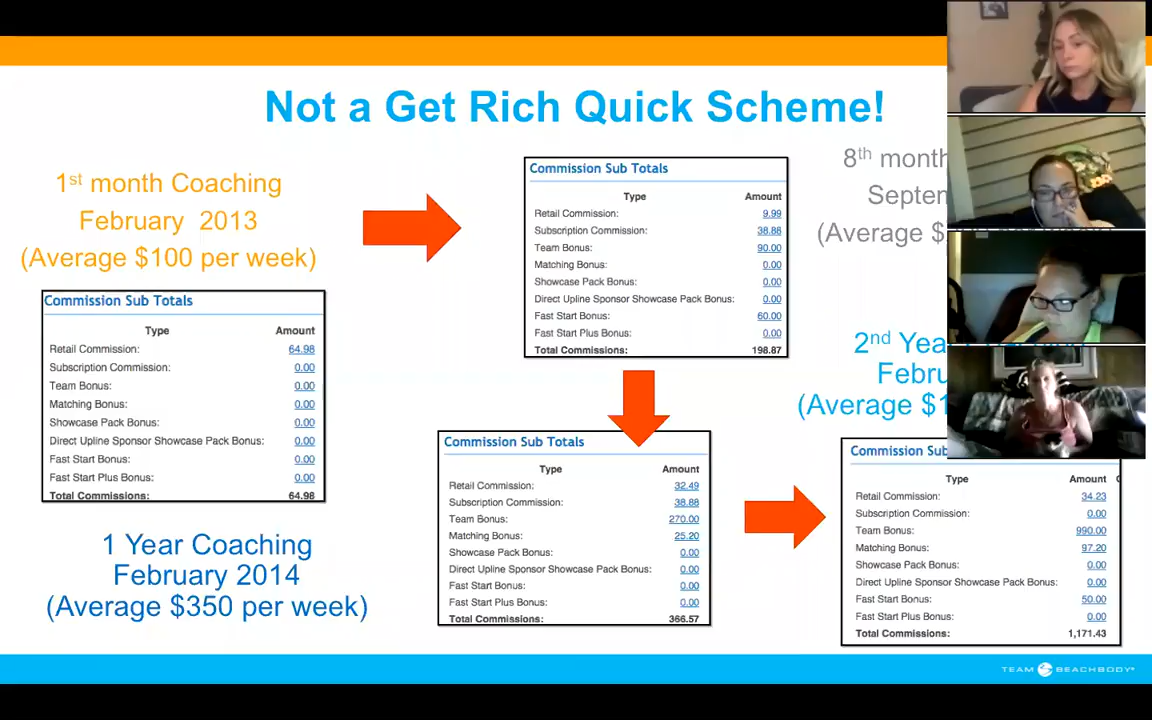 Not a Get Rich Quick Scheme!
1st month Coaching
February 2013
(Average $100 per week)
Commission Sub Totals
Type Amount
Retail Commission: 64.98
Subscription Commission: 0.00
Team Bonus: 0.00
Matching Bonus: 0.00
Showcase Pack Bonus: 0.00
Direct Upline Sponsor Showcase Pack Bonus: 0.00
Fast Start Bonus: 0.00
Fast Start Plus Bonus: 0.00
Total Commissions: 64.98
Commission Sub Totals
Type Amount
Retail Commission: 9.99
Subscription Commission: 38.88
Team Bonus: 90.00
Matching Bonus: 0.00
Showcase Pack Bonus: 0.00
Direct Upline Sponsor Showcase Pack Bonus: 0.00
Fast Start Bonus: 60.00
Fast Start Plus Bonus: 0.00
Total Commissions: 198.87
8th month
Septem
(Average $
1 Year Coaching
February 2014
(Average $350 per week)
Commission Sub Totals
Type Amount
Retail Commission: 32.49
Subscription Commission: 38.88
Team Bonus: 270.00
Matching Bonus: 25.20
Showcase Pack Bonus: 0.00
Direct Upline Sponsor Showcase Pack Bonus: 0.00
Fast Start Bonus: 0.00
Fast Start Plus Bonus: 0.00
Total Commissions: 366.57
2nd Yea
Febru
(Average $1
Commission Sub
Type Amount
Retail Commission: 34.23
Subscription Commission: 0.00
Team Bonus: 990.00
Matching Bonus: 97.20
Showcase Pack Bonus: 0.00
Direct Upline Sponsor Showcase Pack Bonus: 0.00
Fast Start Bonus: 50.00
Fast Start Plus Bonus: 0.00
Total Commissions: 1,171.43
TEAM BEACHBODY